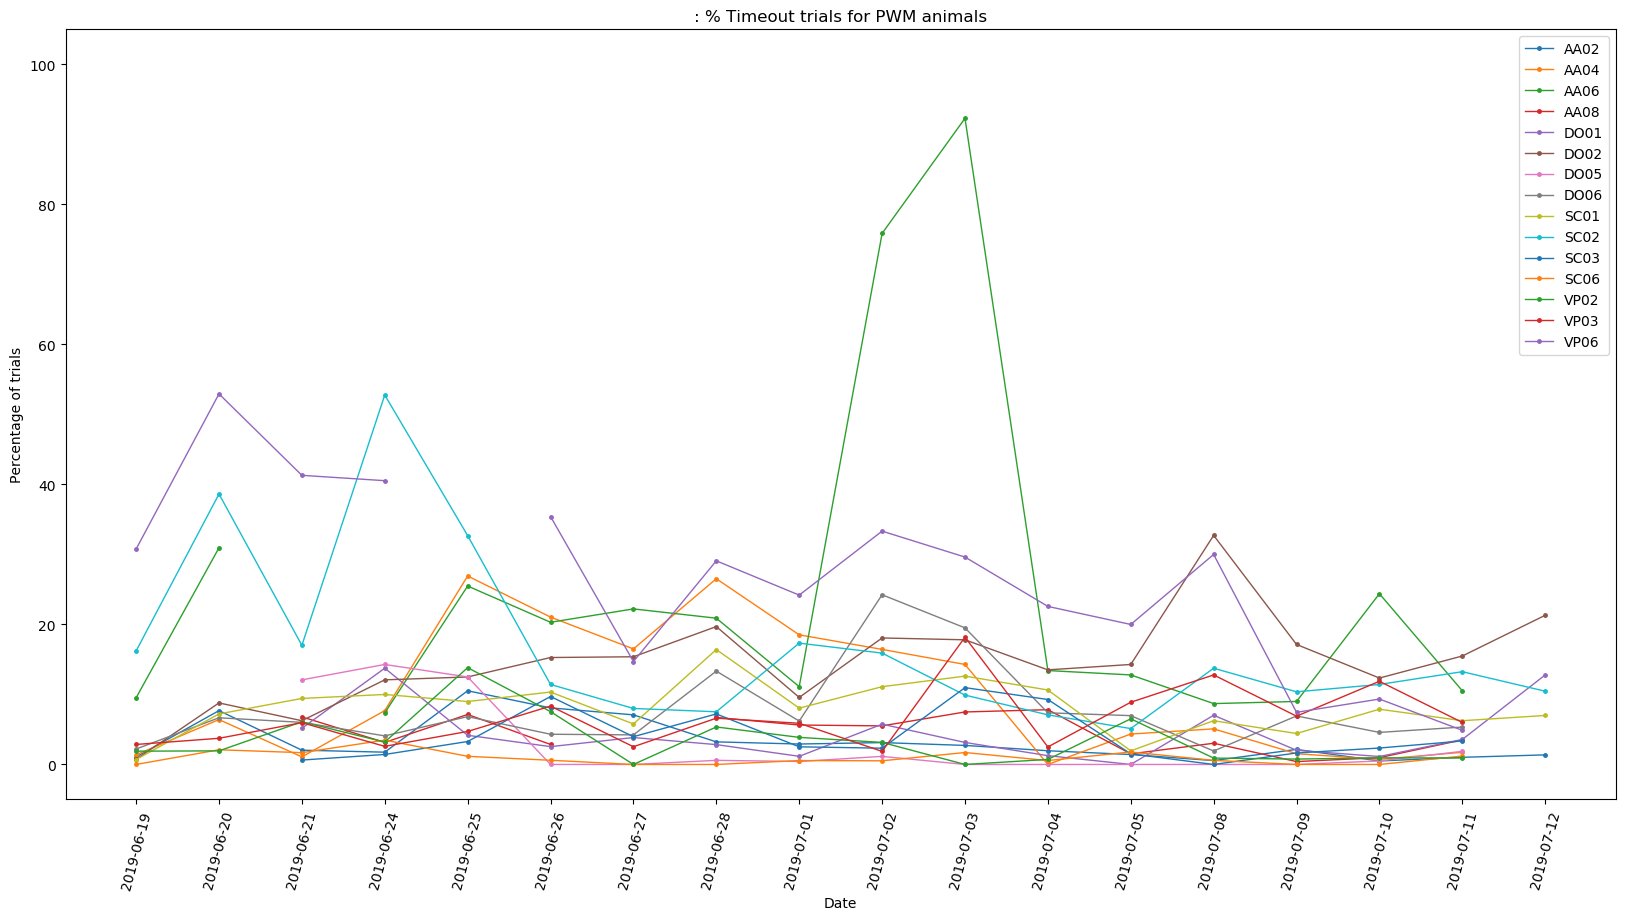 : % Timeout trials for PWM animals
100
80
60
40
20
0
Percentage of trials
AA02
AA04
AA06
AA08
DO01
DO02
DO05
DO06
SC01
SC02
SC03
SC06
VP02
VP03
VP06
2019-06-19
2019-06-20
2019-06-21
2019-06-24
2019-06-25
2019-06-26
2019-06-27
2019-06-28
2019-07-01
2019-07-02
2019-07-03
2019-07-04
2019-07-05
2019-07-08
2019-07-09
2019-07-10
2019-07-11
2019-07-12
Date